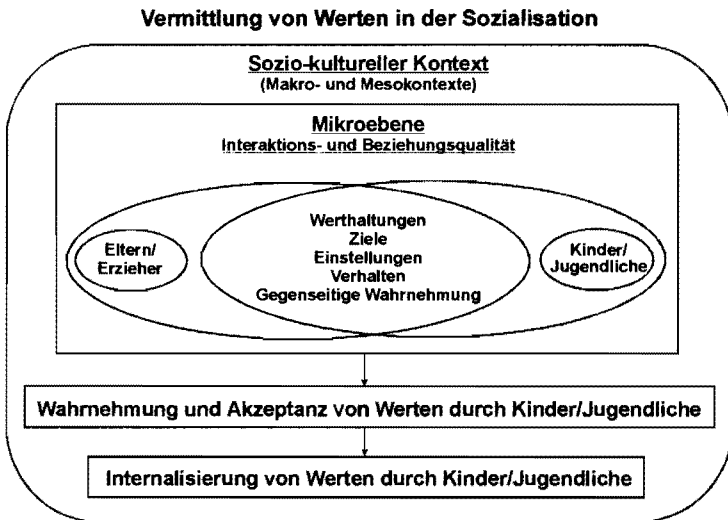 Vermittlung von Werten in der Sozialisation
Sozio-kultureller Kontext
(Makro- und Mesokontexte)
Mikroebene
Interaktions- und Beziehungsqualität
Eltern/
Erzieher
Werthaltungen
Ziele
Einstellungen
Verhalten
Gegenseitige Wahrnehmung
Kinder/
Jugendliche
Wahrnehmung und Akzeptanz von Werten durch Kinder/Jugendliche
Internalisierung von Werten durch Kinder/Jugendliche